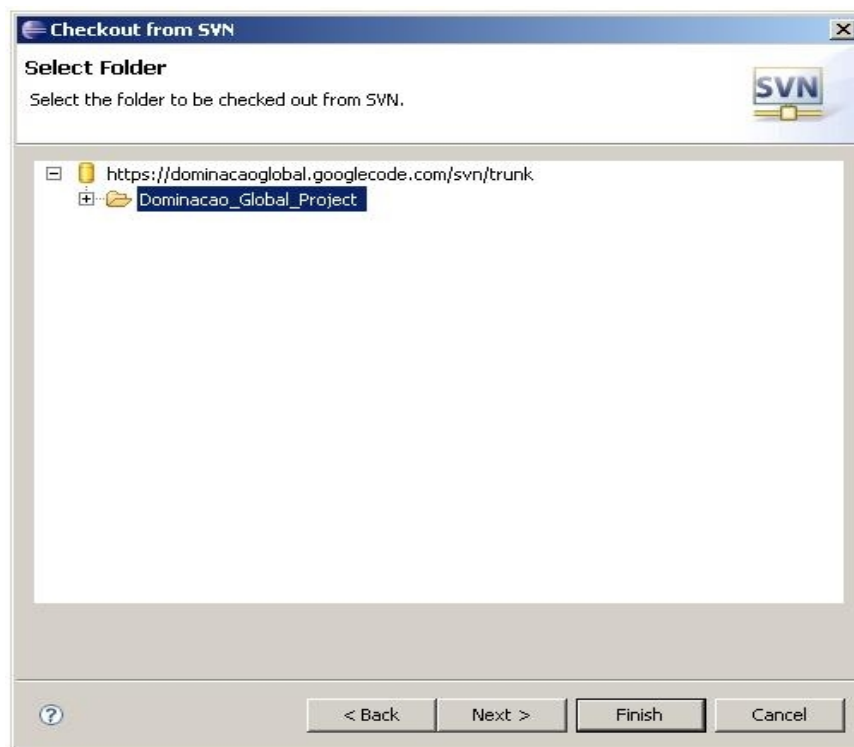 Checkout from SVN
Select Folder
Select the folder to be checked out from SVN.
SVN
https://dominacaoglobal.googlecode.com/svn/trunk
Dominacao_Global_Project
?
< Back Next > Finish Cancel